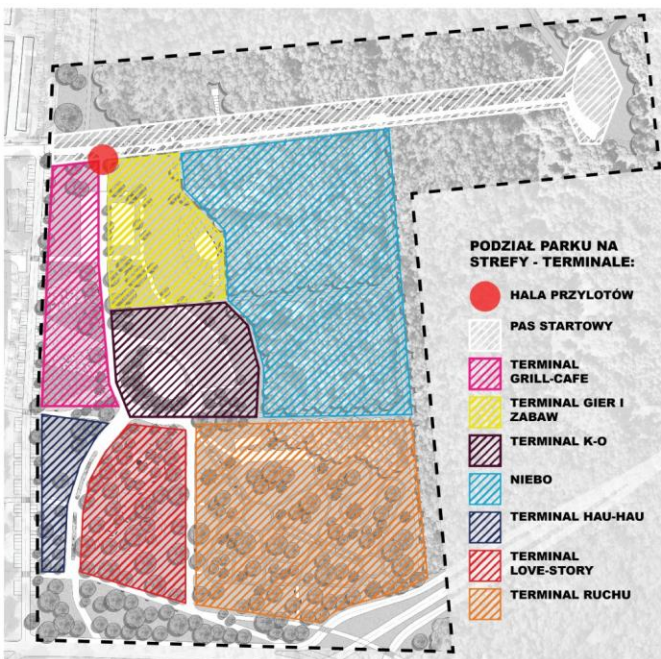 PODZIAŁ PARKU NA
STREFY - TERMINALE:
HALA PRZYLOTÓW
PAS STARTOWY
TERMINAL
GRILL-CAFE
TERMINAL GIER I
ZABAW
TERMINAL K-O
NIEBO
TERMINAL HAU-HAU
TERMINAL
LOVE-STORY
TERMINAL RUCHU